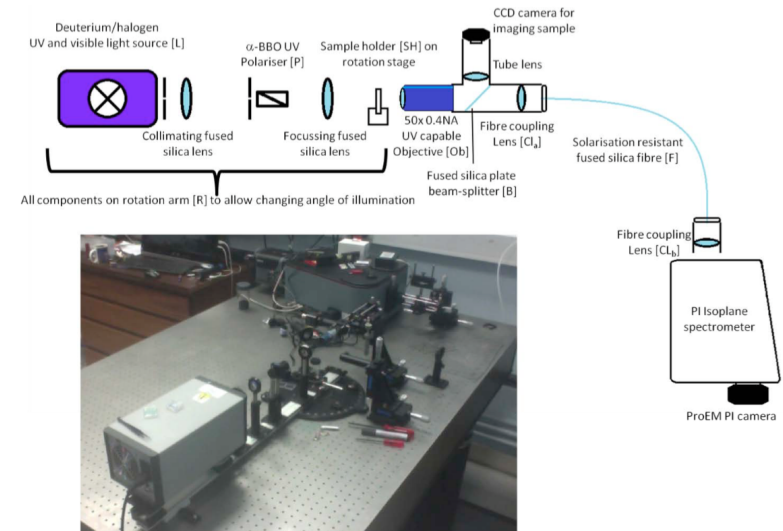 Deuterium/halogen
UV and visible light source [L]
α-BBO UV
Polariser [P]
Sample holder [SH] on
rotation stage
CCD camera for
imaging sample
Tube lens
Collimating fused
silica lens
Focussing fused
silica lens
50x 0.4NA
UV capable
Objective [Ob]
Fibre coupling
Lens [Cl_a]
Fused silica plate
beam-splitter [B]
Solarisation resistant
fused silica fibre [F]
All components on rotation arm [R] to allow changing angle of illumination
Fibre coupling
Lens [CL_b]
PI Isoplane
spectrometer
ProEM PI camera